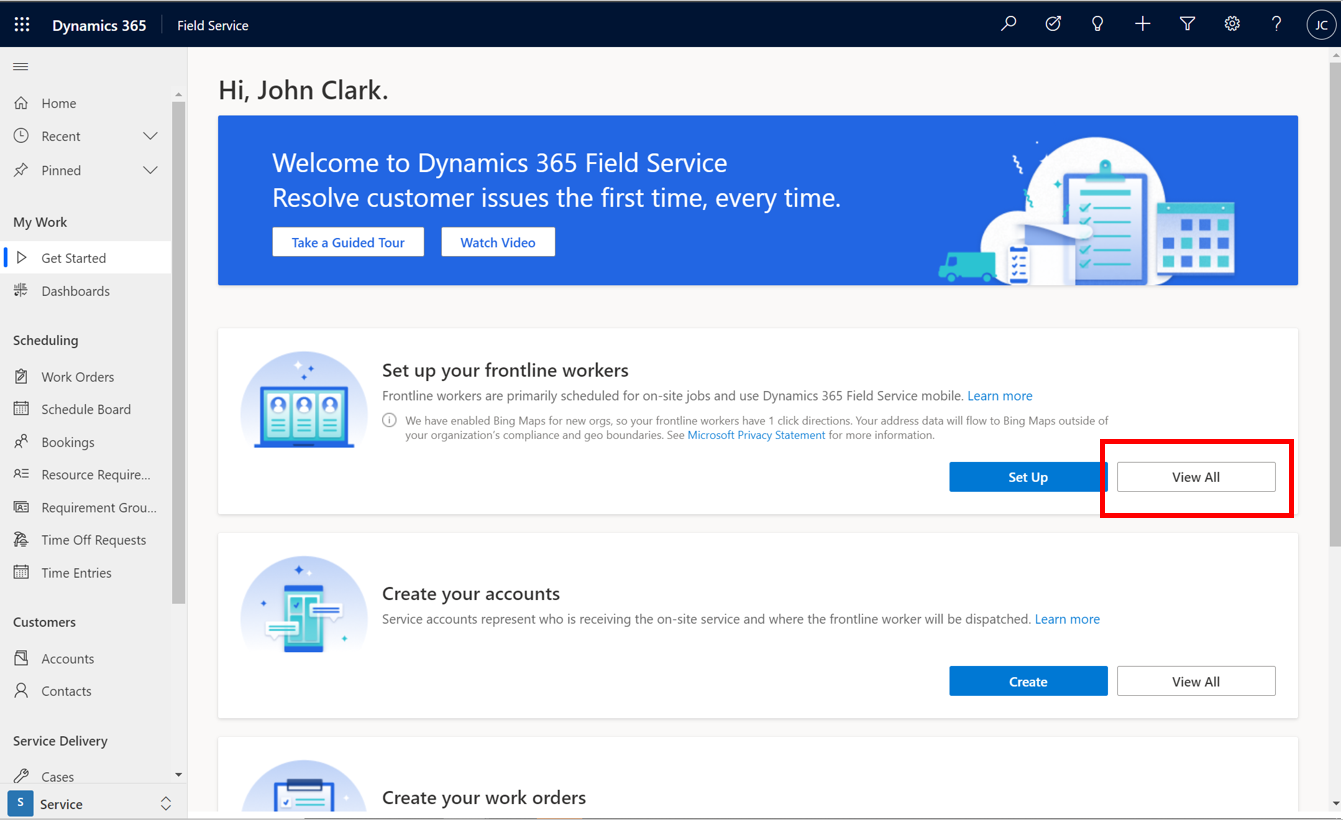 Dynamics 365
Field Service
JC
Home
Recent
Pinned
My Work
Get Started
Dashboards
Scheduling
Work Orders
Schedule Board
Bookings
Resource Require...
Requirement Grou...
Time Off Requests
Time Entries
Customers
Accounts
Contacts
Service Delivery
Cases
S Service
Hi, John Clark.
Welcome to Dynamics 365 Field Service
Resolve customer issues the first time, every time.
Take a Guided Tour
Watch Video
Set up your frontline workers
Frontline workers are primarily scheduled for on-site jobs and use Dynamics 365 Field Service mobile. Learn more
We have enabled Bing Maps for new orgs, so your frontline workers have 1 click directions. Your address data will flow to Bing Maps outside of
your organization's compliance and geo boundaries. See Microsoft Privacy Statement for more information.
Set Up
View All
Create your accounts
Service accounts represent who is receiving the on-site service and where the frontline worker will be dispatched. Learn more
Create
View All
Create your work orders